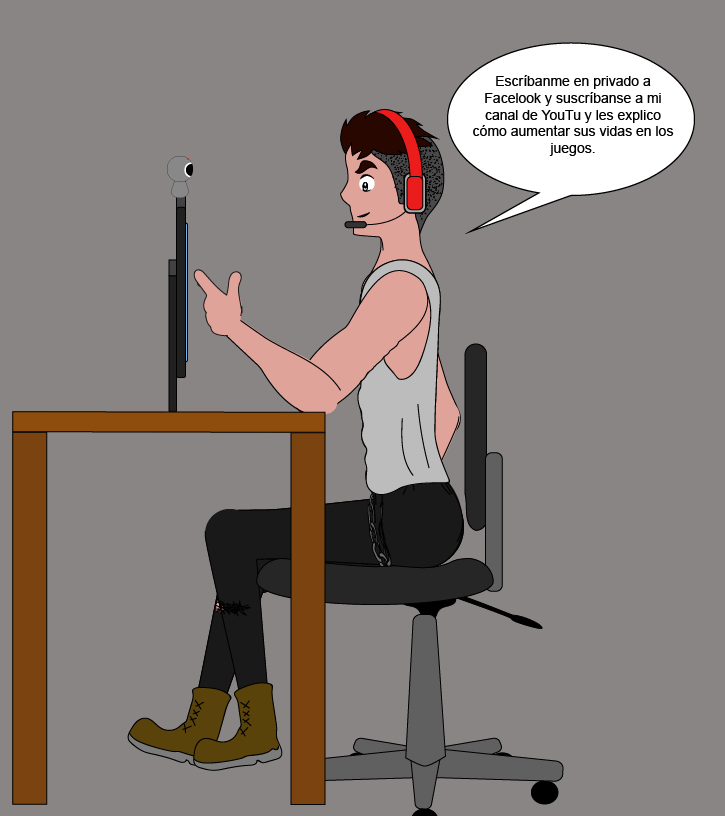 Escríbanme en privado a
Facelook y suscríbanse a mi
canal de YouTu y les explico
cómo aumentar sus vidas en los
juegos.